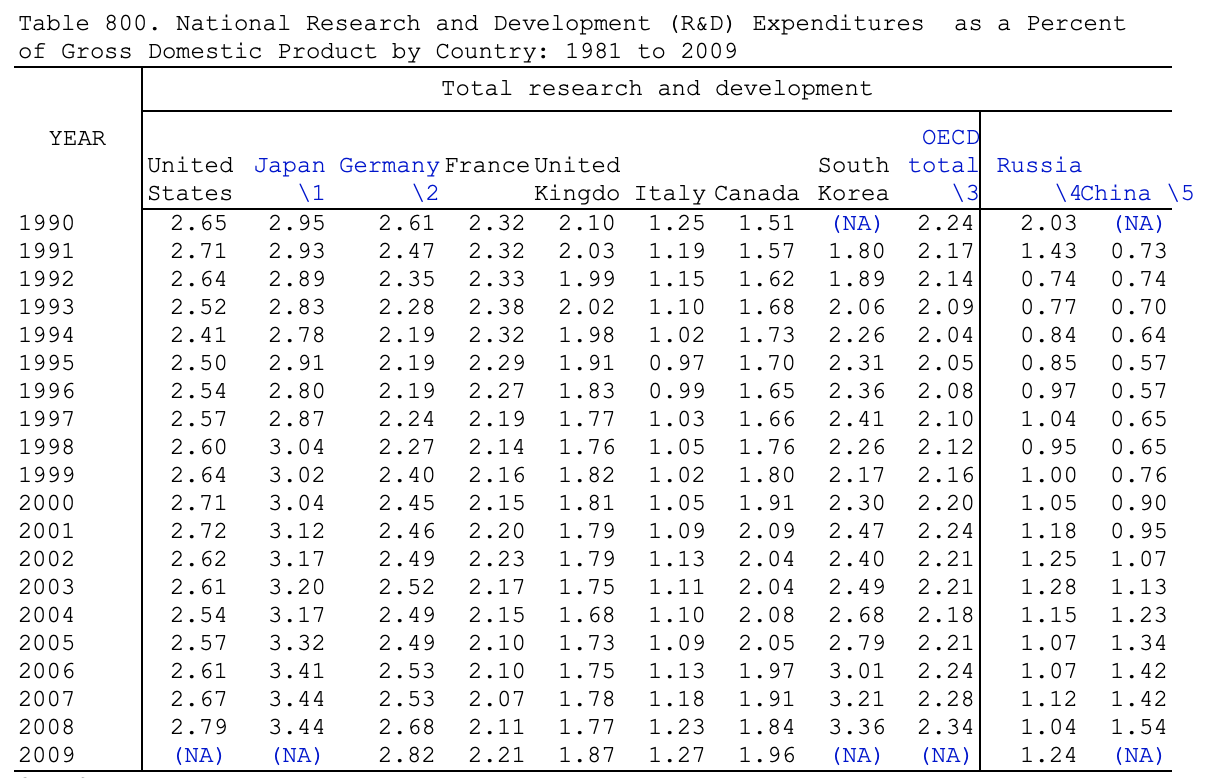 Table 800. National Research and Development (R&D) Expenditures  as a Percent
of Gross Domestic Product by Country: 1981 to 2009
Total research and development
YEAR OECD
United Japan Germany France United South total Russia
States \1 \2 Kingdo Italy Canada Korea \3 \4 China \5
1990 2.65 2.95 2.61 2.32 2.10 1.25 1.51 (NA) 2.24 2.03 (NA)
1991 2.71 2.93 2.47 2.32 2.03 1.19 1.57 1.80 2.17 1.43 0.73
1992 2.64 2.89 2.35 2.33 1.99 1.15 1.62 1.89 2.14 0.74 0.74
1993 2.52 2.83 2.28 2.38 2.02 1.10 1.68 2.06 2.09 0.77 0.70
1994 2.41 2.78 2.19 2.32 1.98 1.02 1.73 2.26 2.04 0.84 0.64
1995 2.50 2.91 2.19 2.29 1.91 0.97 1.70 2.31 2.05 0.85 0.57
1996 2.54 2.80 2.19 2.27 1.83 0.99 1.65 2.36 2.08 0.97 0.57
1997 2.57 2.87 2.24 2.19 1.77 1.03 1.66 2.41 2.10 1.04 0.65
1998 2.60 3.04 2.27 2.14 1.76 1.05 1.76 2.26 2.12 0.95 0.65
1999 2.64 3.02 2.40 2.16 1.82 1.02 1.80 2.17 2.16 1.00 0.76
2000 2.71 3.04 2.45 2.15 1.81 1.05 1.91 2.30 2.20 1.05 0.90
2001 2.72 3.12 2.46 2.20 1.79 1.09 2.09 2.47 2.24 1.18 0.95
2002 2.62 3.17 2.49 2.23 1.79 1.13 2.04 2.40 2.21 1.25 1.07
2003 2.61 3.20 2.52 2.17 1.75 1.11 2.04 2.49 2.21 1.28 1.13
2004 2.54 3.17 2.49 2.15 1.68 1.10 2.08 2.68 2.18 1.15 1.23
2005 2.57 3.32 2.49 2.10 1.73 1.09 2.05 2.79 2.21 1.07 1.34
2006 2.61 3.41 2.53 2.10 1.75 1.13 1.97 3.01 2.24 1.07 1.42
2007 2.67 3.44 2.53 2.07 1.78 1.18 1.91 3.21 2.28 1.12 1.42
2008 2.79 3.44 2.68 2.11 1.77 1.23 1.84 3.36 2.34 1.04 1.54
2009 (NA) (NA) 2.82 2.21 1.87 1.27 1.96 (NA) (NA) 1.24 (NA)